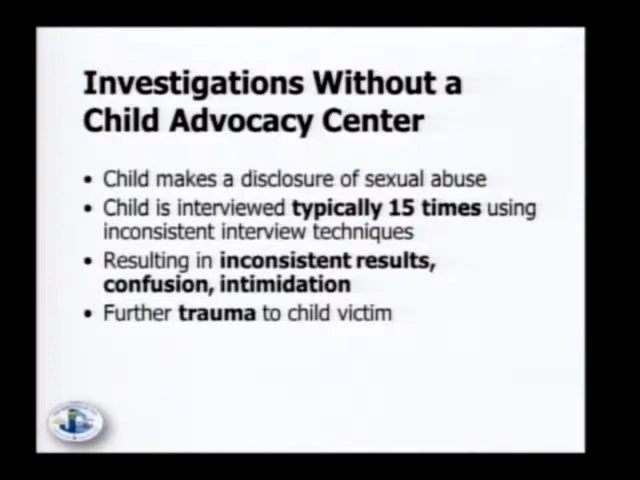 Investigations Without a
Child Advocacy Center
• Child makes a disclosure of sexual abuse
• Child is interviewed typically 15 times using
inconsistent interview techniques
• Resulting in inconsistent results,
confusion, intimidation
• Further trauma to child victim